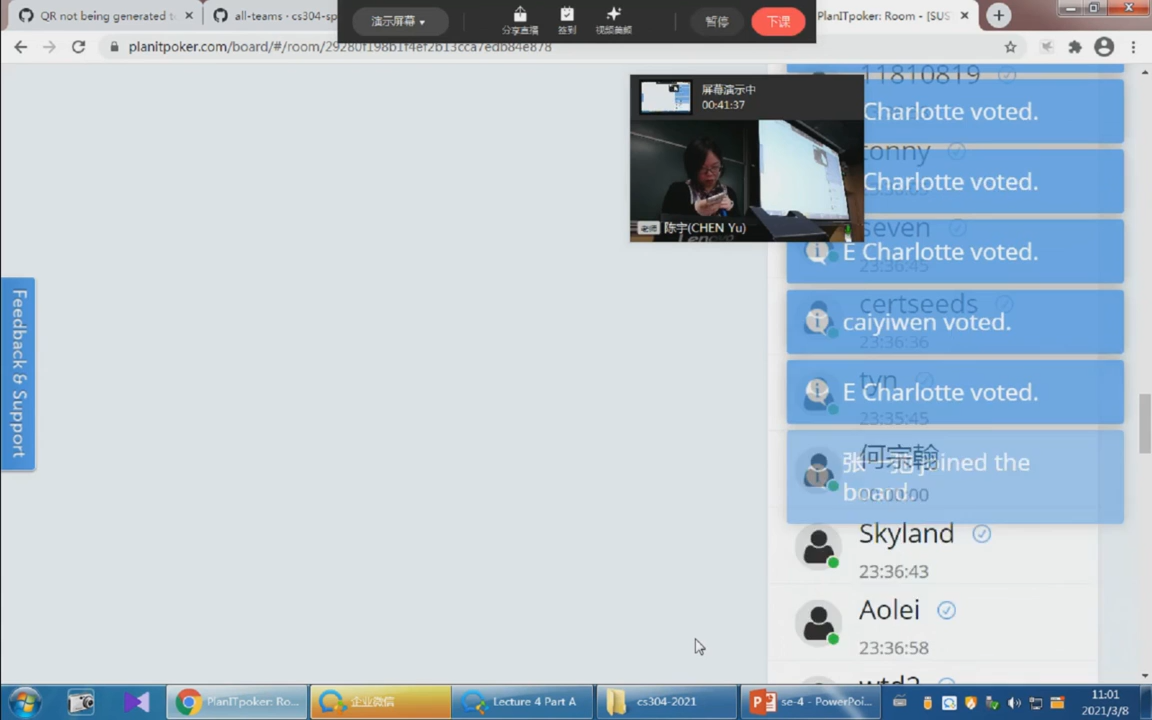 QR not being generated t
all-teams · cs304-sp
演示屏幕
分享直播
签到
视频美颜
暂停
下课
PlanITpoker: Room - [SUS
planitpoker.com/board/#/room/29280f198b1f4ef2b13cca7edb84e878
屏幕演示中
00:41:37
老师 陈宇(CHEN Yu)
Feedback & Support
11810819
Charlotte voted.
tonny
Charlotte voted.
seven
E Charlotte voted.
23:36:45
certseeds
caiyiwen voted.
23:36:36
tyn
E Charlotte voted.
23:35:45
何宗翰
joined the
board.
00:00:00
Skyland
23:36:43
Aolei
23:36:58
wtd2
PlanITpoker: Ro...
企业微信
Lecture 4 Part A
cs304-2021
se-4 - PowerPoi...
11:01
2021/3/8